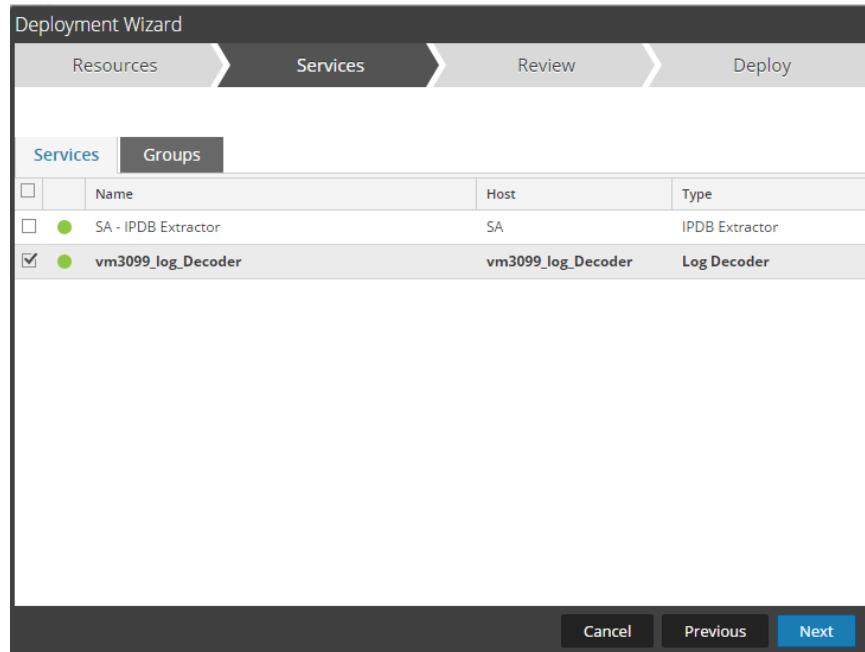 Deployment Wizard
Resources Services Review Deploy
Services Groups
Name Host Type
SA - IPDB Extractor SA IPDB Extractor
vm3099_log_Decoder vm3099_log_Decoder Log Decoder
Cancel Previous Next